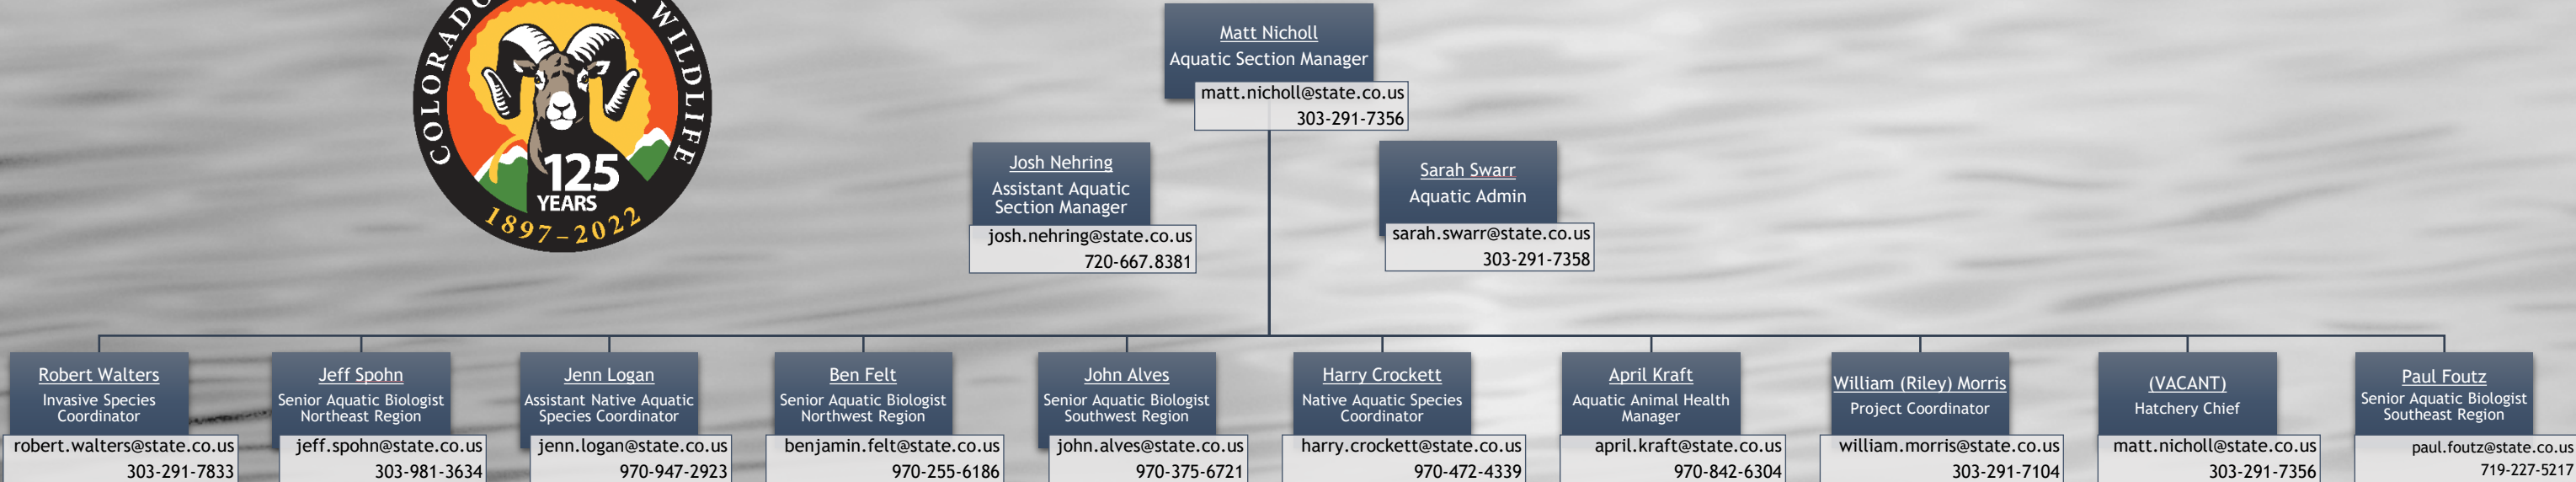 COLORADO
WILDLIFE
125
YEARS
1897-2022
Matt Nicholl
Aquatic Section Manager
matt.nicholl@state.co.us
303-291-7356
Josh Nehring
Assistant Aquatic
Section Manager
josh.nehring@state.co.us
720-667.8381
Sarah Swarr
Aquatic Admin
sarah.swarr@state.co.us
303-291-7358
Robert Walters
Invasive Species
Coordinator
robert.walters@state.co.us
303-291-7833
Jeff Spohn
Senior Aquatic Biologist
Northeast Region
jeff.spohn@state.co.us
303-981-3634
Jenn Logan
Assistant Native Aquatic
Species Coordinator
jenn.logan@state.co.us
970-947-2923
Ben Felt
Senior Aquatic Biologist
Northwest Region
benjamin.felt@state.co.us
970-255-6186
John Alves
Senior Aquatic Biologist
Southwest Region
john.alves@state.co.us
970-375-6721
Harry Crockett
Native Aquatic Species
Coordinator
harry.crockett@state.co.us
970-472-4339
April Kraft
Aquatic Animal Health
Manager
april.kraft@state.co.us
970-842-6304
William (Riley) Morris
Project Coordinator
william.morris@state.co.us
303-291-7104
(VACANT)
Hatchery Chief
matt.nicholl@state.co.us
303-291-7356
Paul Foutz
Senior Aquatic Biologist
Southeast Region
paul.foutz@state.co.us
719-227-5217